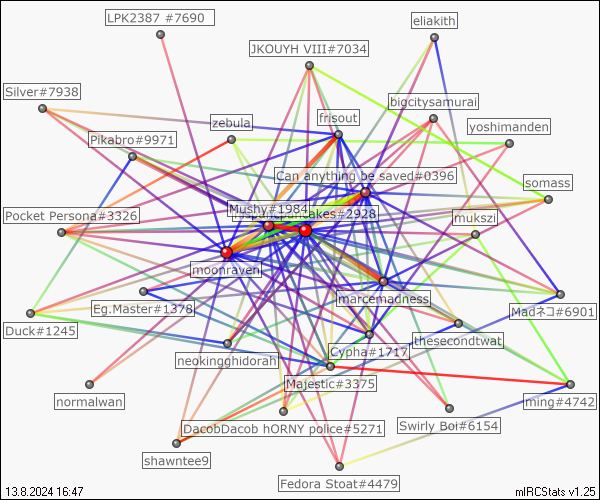 LPK2387 #7690
eliakith
JKOUYH VIII#7034
Silver#7938
bigcitysamurai
zebula
frisout
yoshimanden
Pikabro#9971
Can anything be saved#0396
somass
Mushy#1984
cakes#2928
Pocket Persona#3326
mukszi
moonraven
marcemadness
Eg.Master#1378
Madネコ#6901
Duck#1245
thesecondtwat
Cypha#1717
neokingghidorah
Majestic#3375
normalwan
ming#4742
DacobDacob hORNY police#5271
Swirly Boi#6154
shawntee9
Fedora Stoat#4479
13.8.2024 16:47
mIRCStats v1.25